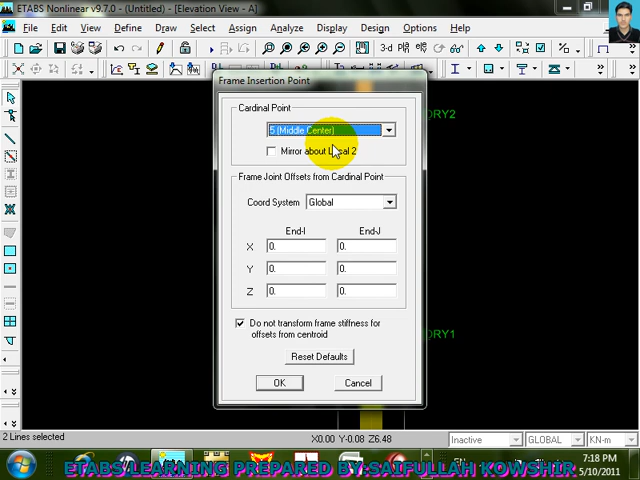 ETABS Nonlinear v9.7.0 - (Untitled) - [Elevation View - A]
File Edit View Define Draw Select Assign Analyze Display Design Options Help
3-d
Frame Insertion Point
Cardinal Point
5 (Middle Center)
Mirror about Local 2
Frame Joint Offsets from Cardinal Point
Coord System Global
End-I End-J
X 0. 0.
Y 0. 0.
Z 0. 0.
Do not transform frame stiffness for
offsets from centroid
Reset Defaults
OK Cancel
ORY2
ORY1
2 Lines selected X0.00 Y-0.08 Z6.48 Inactive GLOBAL KN-m
7:18 PM
5/10/2011
ETABS LEARNING PREPARED BY:SAIFULLAH KOWSHIR